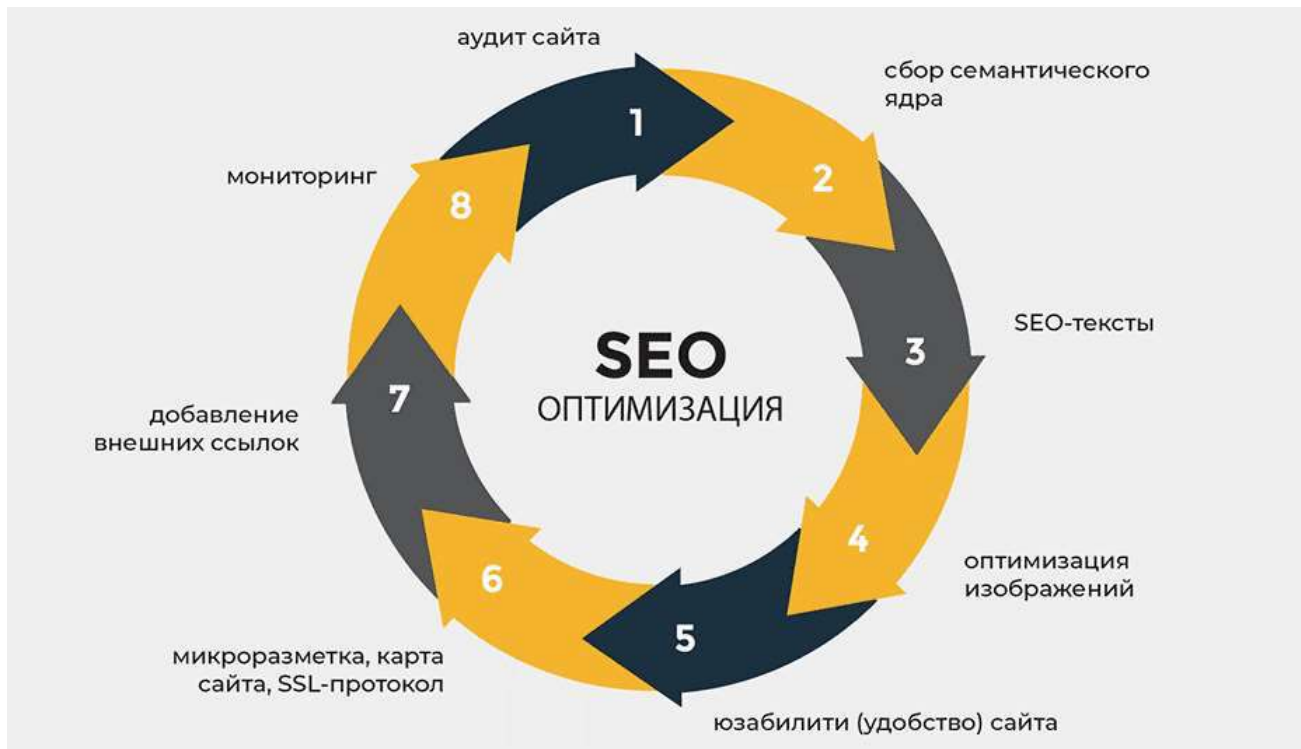 аудит сайта
1
сбор семантического
ядра
2
SEO-тексты
3
оптимизация
изображений
4
юзабилити (удобство) сайта
5
микроразметка, карта
сайта, SSL-протокол
6
добавление
внешних ссылок
7
мониторинг
8
SEO
ОПТИМИЗАЦИЯ